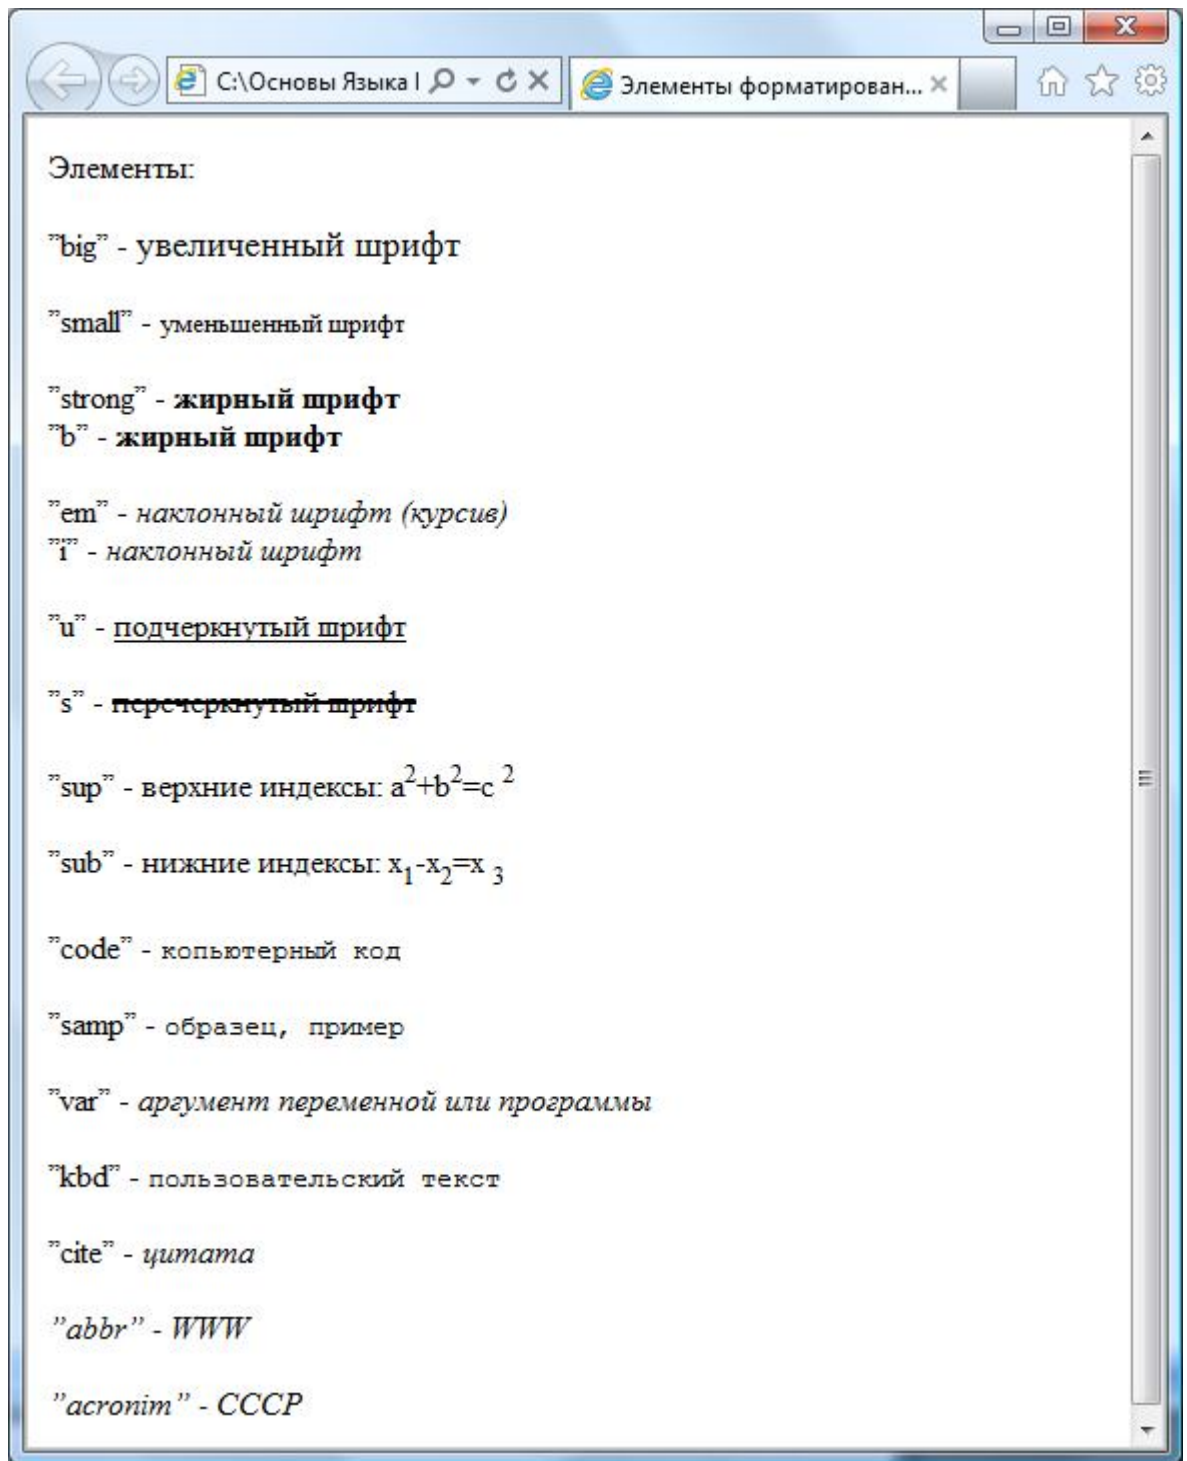 C:\Основы Языка
Элементы форматирован...
Элементы:
”big” - увеличенный шрифт
”small” - уменьшенный шрифт
”strong” - жирный шрифт
”b” - жирный шрифт
”em” - наклонный шрифт (курсив)
”i” - наклонный шрифт
”u” - подчеркнутый шрифт
”s” - перечеркнутый шрифт
”sup” - верхние индексы: a²+b²=c ²
”sub” - нижние индексы: x₁-x₂=x ₃
”code” - копьютерный код
”samp” - образец, пример
”var” - аргумент переменной или программы
”kbd” - пользовательский текст
”cite” - цитата
”abbr” - WWW
”acronim” - СССР